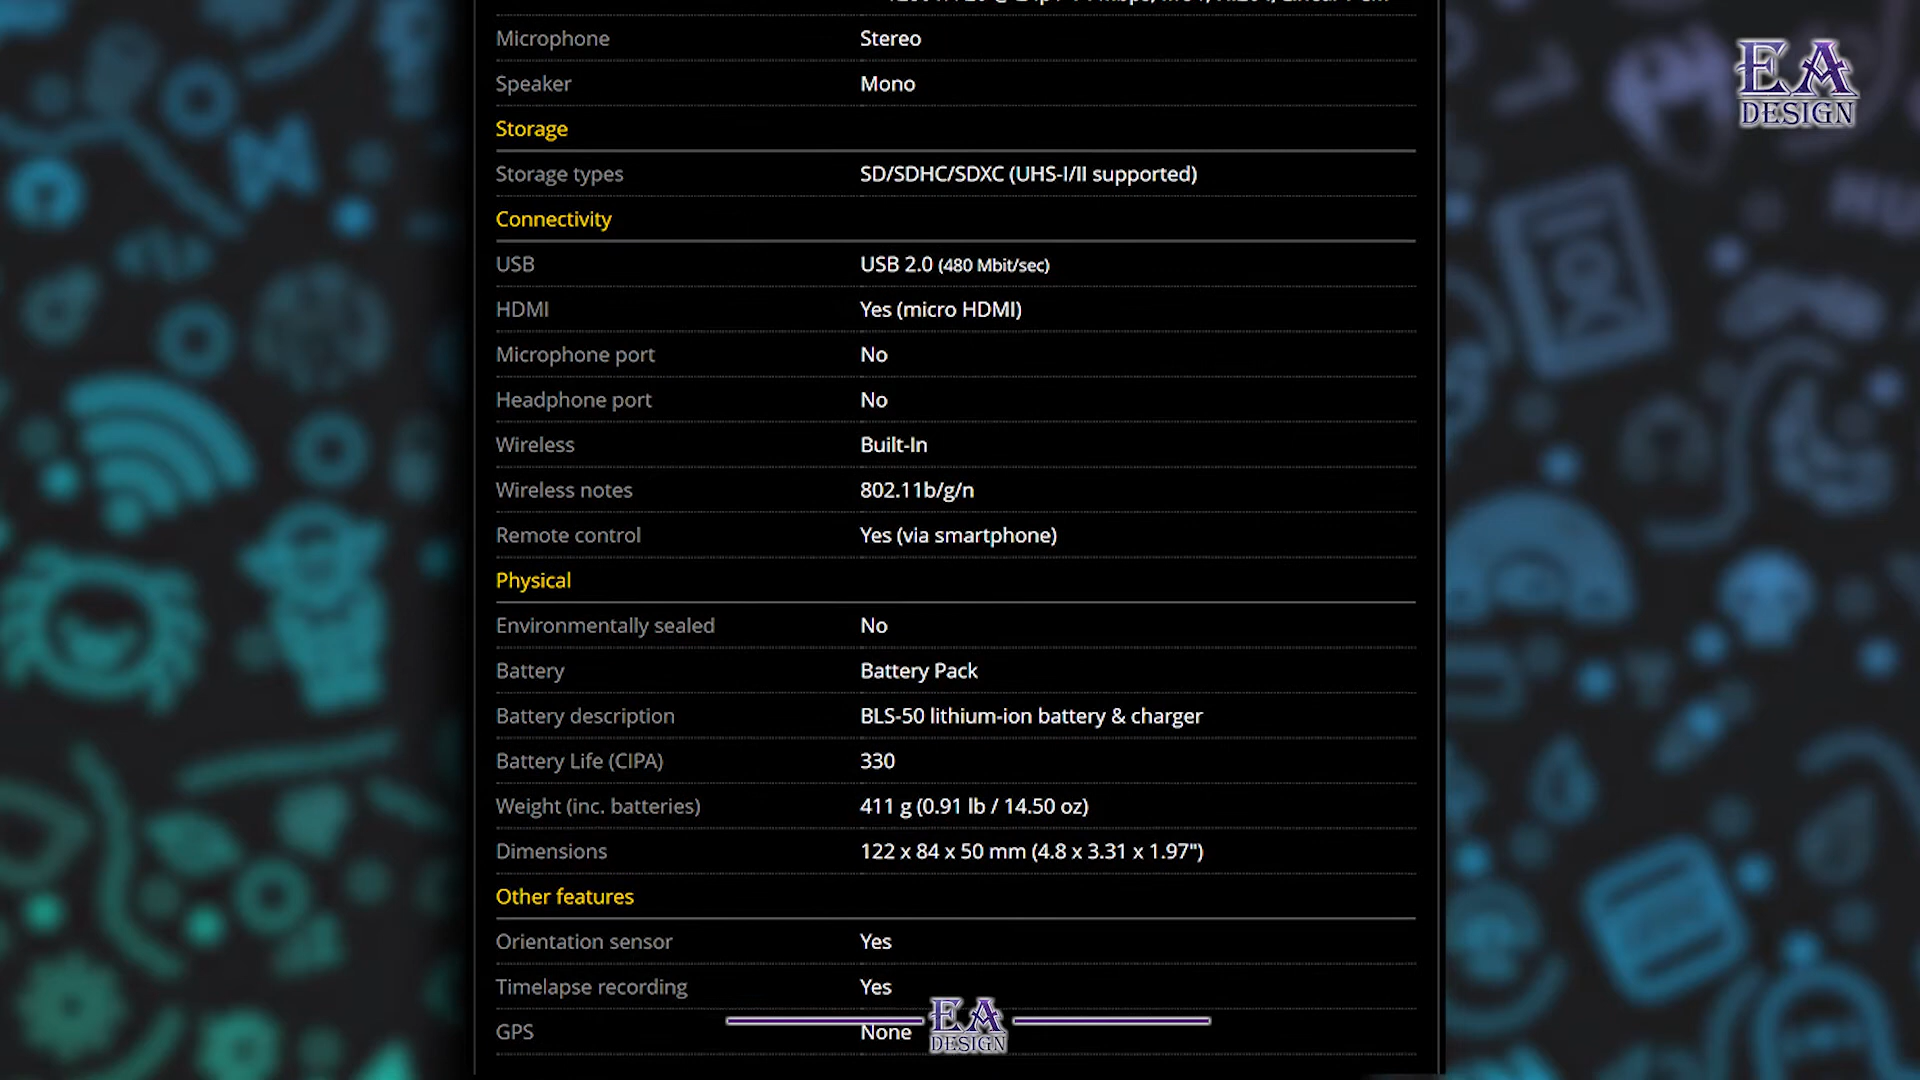 Microphone Stereo
EA
DESIGN
Speaker Mono
Storage
Storage types SD/SDHC/SDXC (UHS-I/II supported)
Connectivity
USB USB 2.0 (480 Mbit/sec)
HDMI Yes (micro HDMI)
Microphone port No
Headphone port No
Wireless Built-In
Wireless notes 802.11b/g/n
Remote control Yes (via smartphone)
Physical
Environmentally sealed No
Battery Battery Pack
Battery description BLS-50 lithium-ion battery & charger
Battery Life (CIPA) 330
Weight (inc. batteries) 411 g (0.91 lb / 14.50 oz)
Dimensions 122 x 84 x 50 mm (4.8 x 3.31 x 1.97")
Other features
Orientation sensor Yes
Timelapse recording Yes
GPS None
EA
DESIGN